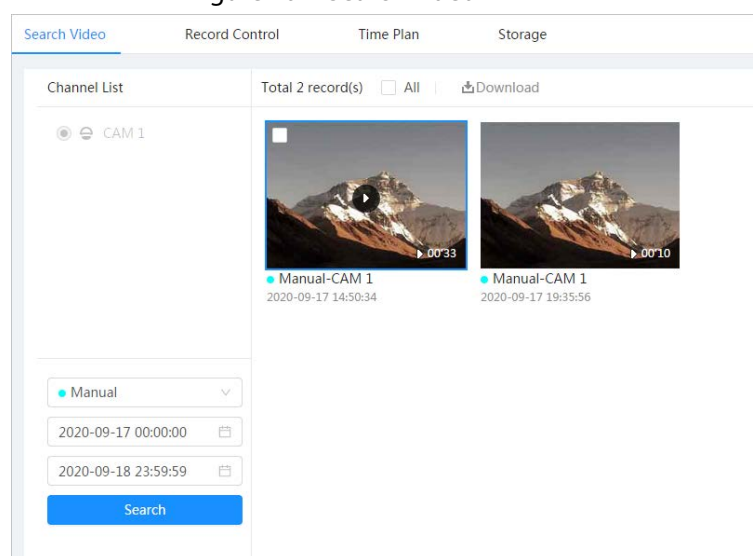 Search Video Record Control Time Plan Storage
Channel List
Total 2 record(s) All Download
CAM 1
00:33
00:10
Manual-CAM 1
2020-09-17 14:50:34
Manual-CAM 1
2020-09-17 19:35:56
Manual
2020-09-17 00:00:00
2020-09-18 23:59:59
Search